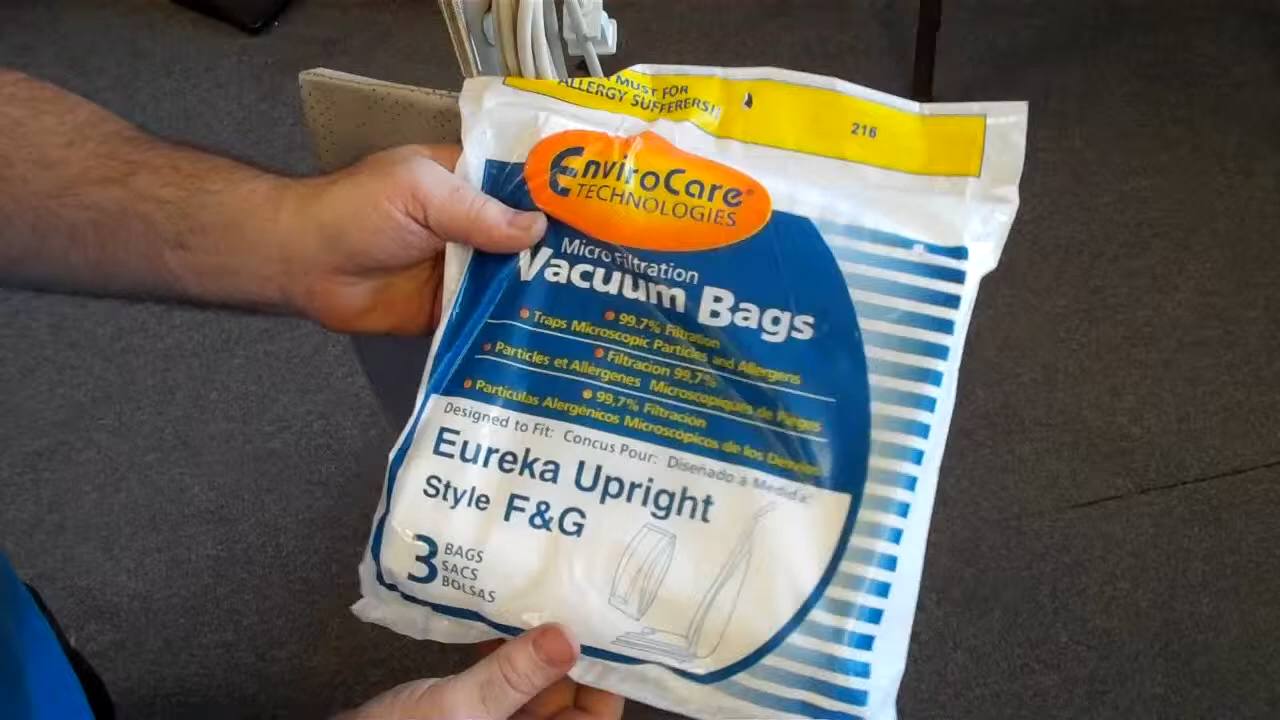 MUST FOR
ALLERGY SUFFERERS!
216
EnviroCare®
TECHNOLOGIES
Micro Filtration
Vacuum Bags
• 99.7% Filtration
• Traps Microscopic Particles and Allergens
• Filtracion 99,7%
• Particles et Allérgenes Microscopiques de Pieges
• 99,7% Filtración
• Particulas Alergénicos Microscópicos de los Desvíos
Designed to Fit: Concus Pour: Diseñado a Medida:
Eureka Upright
Style F&G
3 BAGS
SACS
BOLSAS